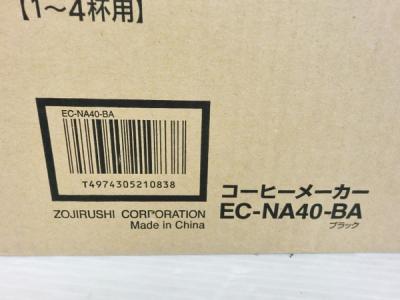 【1～4杯用】
EC-NA40-BA
T4974305210838
ZOJIRUSHI CORPORATION
Made in China
コーヒーメーカー
EC-NA40-BA
ブラック